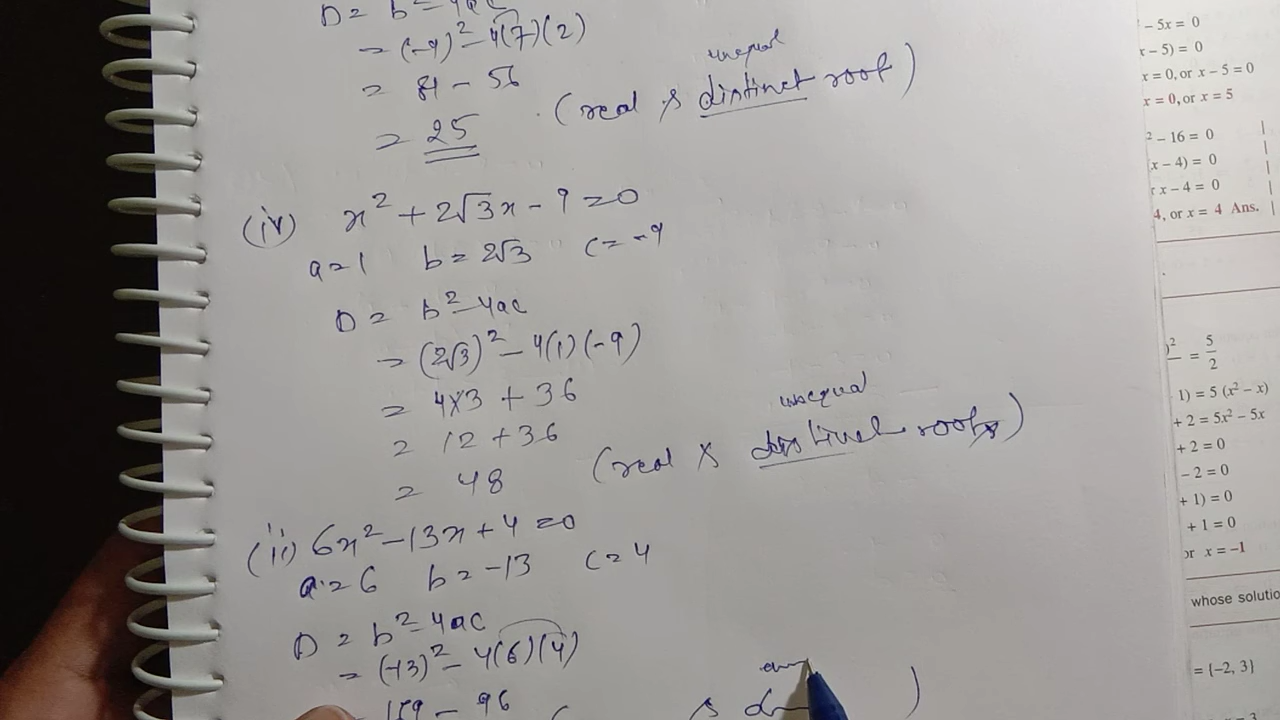 D = b² - 4ac
= (-9)² - 4(7)(2)
= 81 - 56
unequal
= 25 (real & distinct roof)
(iv) x² + 2√3x - 9 = 0
a=1 b = 2√3 c = -9
D = b² - 4ac
= (2√3)² - 4(1)(-9)
= 4x3 + 36
= 12 + 36
unequal
= 48 (real & distinct roots)
(ii) 6x² - 13x + 4 = 0
a = 6 b = -13 c = 4
D = b² - 4ac
= (-13)² - 4(6)(4)
- 96
- 5x = 0
x - 5) = 0
x = 0, or x - 5 = 0
x = 0, or x = 5
² - 16 = 0
x - 4) = 0
x - 4 = 0
4, or x = 4 Ans.
)² = 5/2
1) = 5 (x² - x)
+ 2 = 5x² - 5x
+ 2 = 0
- 2 = 0
+ 1) = 0
+ 1 = 0
or x = -1
whose solutio
= {-2, 3}